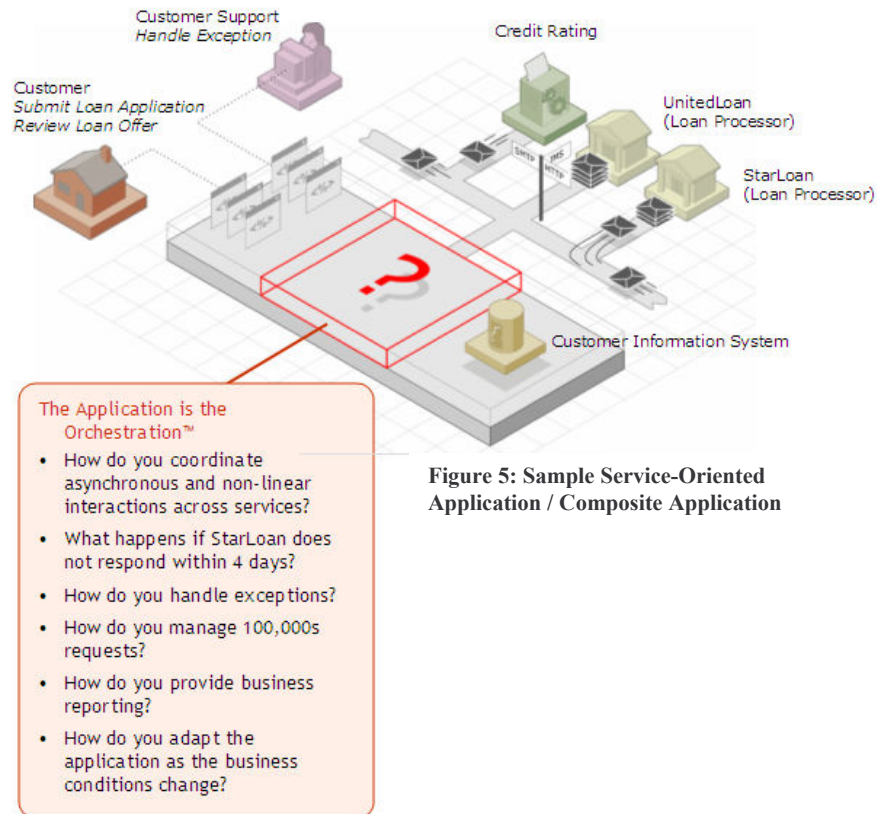 Customer Support
Handle Exception
Credit Rating
Customer
Submit Loan Application
Review Loan Offer
UnitedLoan
(Loan Processor)
StarLoan
(Loan Processor)
SMTP
JMS
HTTP
?
Customer Information System
The Application is the
Orchestration™
• How do you coordinate
asynchronous and non-linear
interactions across services?
• What happens if StarLoan does
not respond within 4 days?
• How do you handle exceptions?
• How do you manage 100,000s
requests?
• How do you provide business
reporting?
• How do you adapt the
application as the business
conditions change?
Figure 5: Sample Service-Oriented
Application / Composite Application